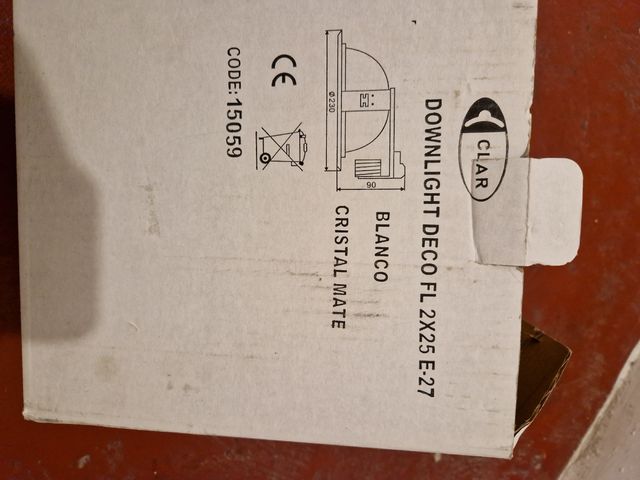 CLAR
DOWNLIGHT DECO FL 2X25 E-27
BLANCO
CRISTAL MATE
Ø230
90
CE
CODE:15059